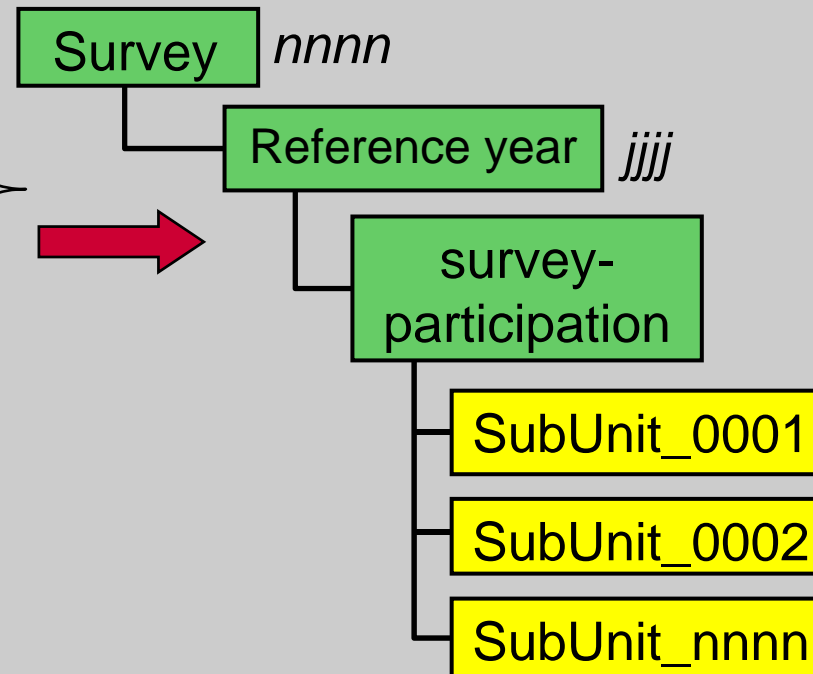 Survey nnnn
Reference year jjjj
survey-
participation
SubUnit_0001
SubUnit_0002
SubUnit_nnnn